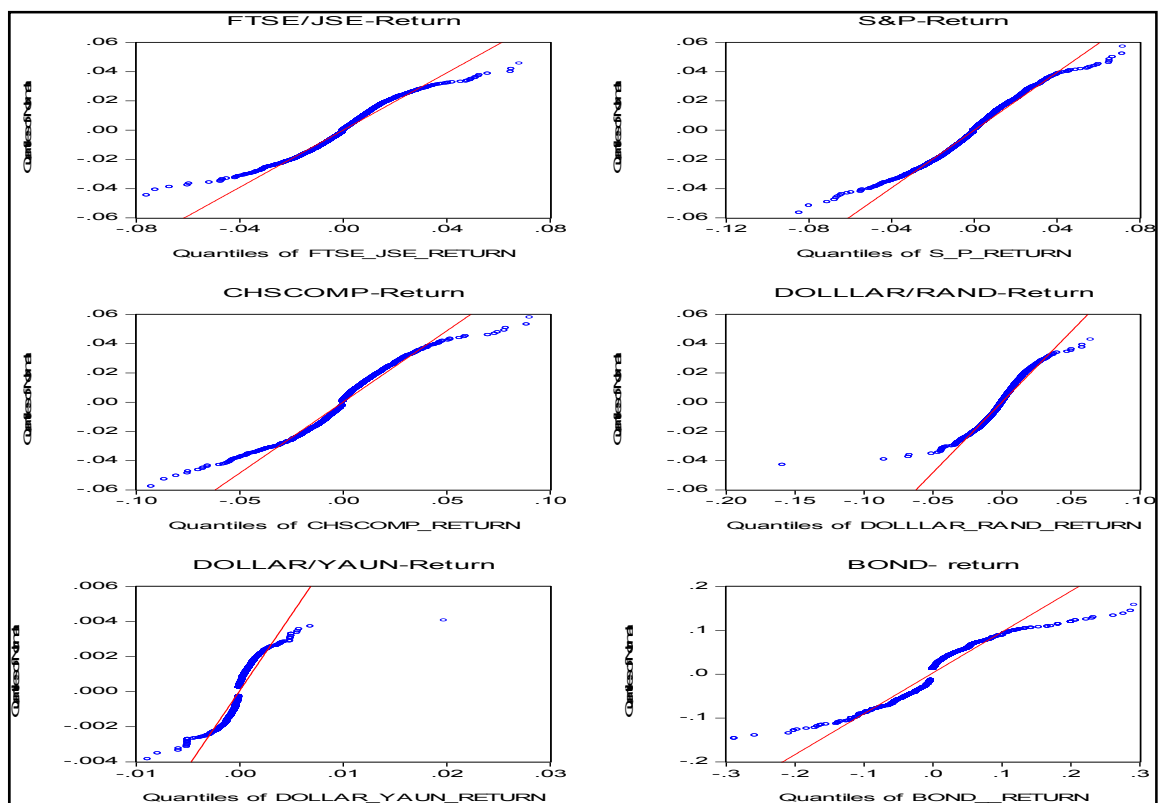 FTSE/JSE-Return
.06
.04
.02
.00
-.02
-.04
-.06
-.08 -.04 .00 .04 .08
Quantiles of FTSE_JSE_RETURN
S&P-Return
.06
.04
.02
.00
-.02
-.04
-.06
-.12 -.08 -.04 .00 .04 .08
Quantiles of S_P_RETURN
CHSCOMP-Return
.06
.04
.02
.00
-.02
-.04
-.06
-.10 -.05 .00 .05 .10
Quantiles of CHSCOMP_RETURN
DOLLLAR/RAND-Return
.06
.04
.02
.00
-.02
-.04
-.06
-.20 -.15 -.10 -.05 .00 .05 .10
Quantiles of DOLLLAR_RAND_RETURN
DOLLAR/YAUN-Return
.006
.004
.002
.000
-.002
-.004
-.01 .00 .01 .02 .03
Quantiles of DOLLAR_YAUN_RETURN
BOND- return
.2
.1
.0
-.1
-.2
-.3 -.2 -.1 .0 .1 .2 .3
Quantiles of BOND__RETURN